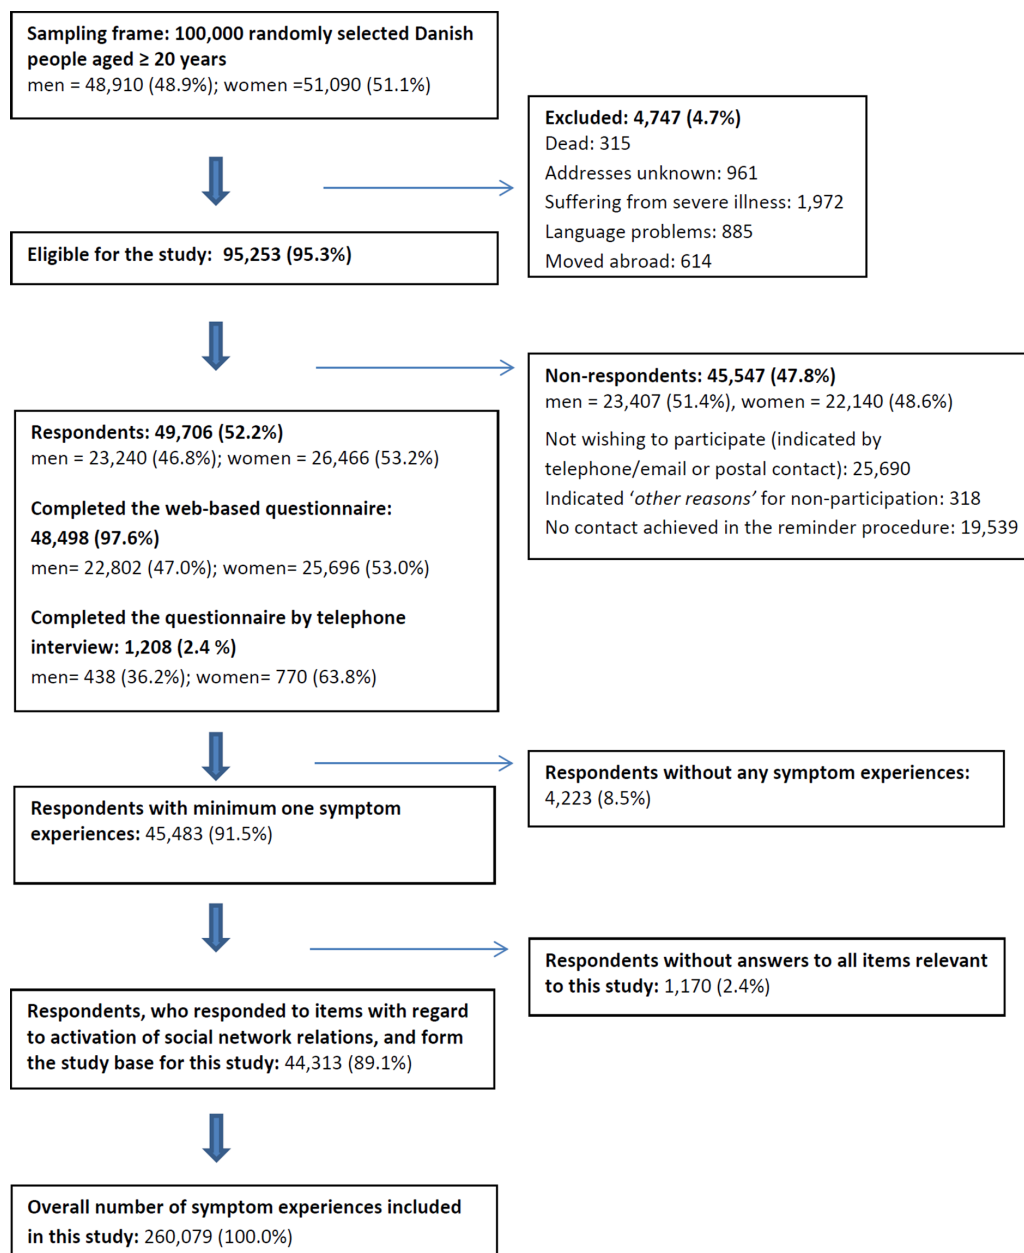 Sampling frame: 100,000 randomly selected Danish
people aged ≥ 20 years
men = 48,910 (48.9%); women =51,090 (51.1%)
Excluded: 4,747 (4.7%)
Dead: 315
Addresses unknown: 961
Suffering from severe illness: 1,972
Language problems: 885
Moved abroad: 614
Eligible for the study: 95,253 (95.3%)
Non-respondents: 45,547 (47.8%)
men = 23,407 (51.4%), women = 22,140 (48.6%)
Not wishing to participate (indicated by
telephone/email or postal contact): 25,690
Indicated ‘other reasons’ for non-participation: 318
No contact achieved in the reminder procedure: 19,539
Respondents: 49,706 (52.2%)
men = 23,240 (46.8%); women = 26,466 (53.2%)
Completed the web-based questionnaire:
48,498 (97.6%)
men= 22,802 (47.0%); women= 25,696 (53.0%)
Completed the questionnaire by telephone
interview: 1,208 (2.4 %)
men= 438 (36.2%); women= 770 (63.8%)
Respondents without any symptom experiences:
4,223 (8.5%)
Respondents with minimum one symptom
experiences: 45,483 (91.5%)
Respondents without answers to all items relevant
to this study: 1,170 (2.4%)
Respondents, who responded to items with regard
to activation of social network relations, and form
the study base for this study: 44,313 (89.1%)
Overall number of symptom experiences included
in this study: 260,079 (100.0%)